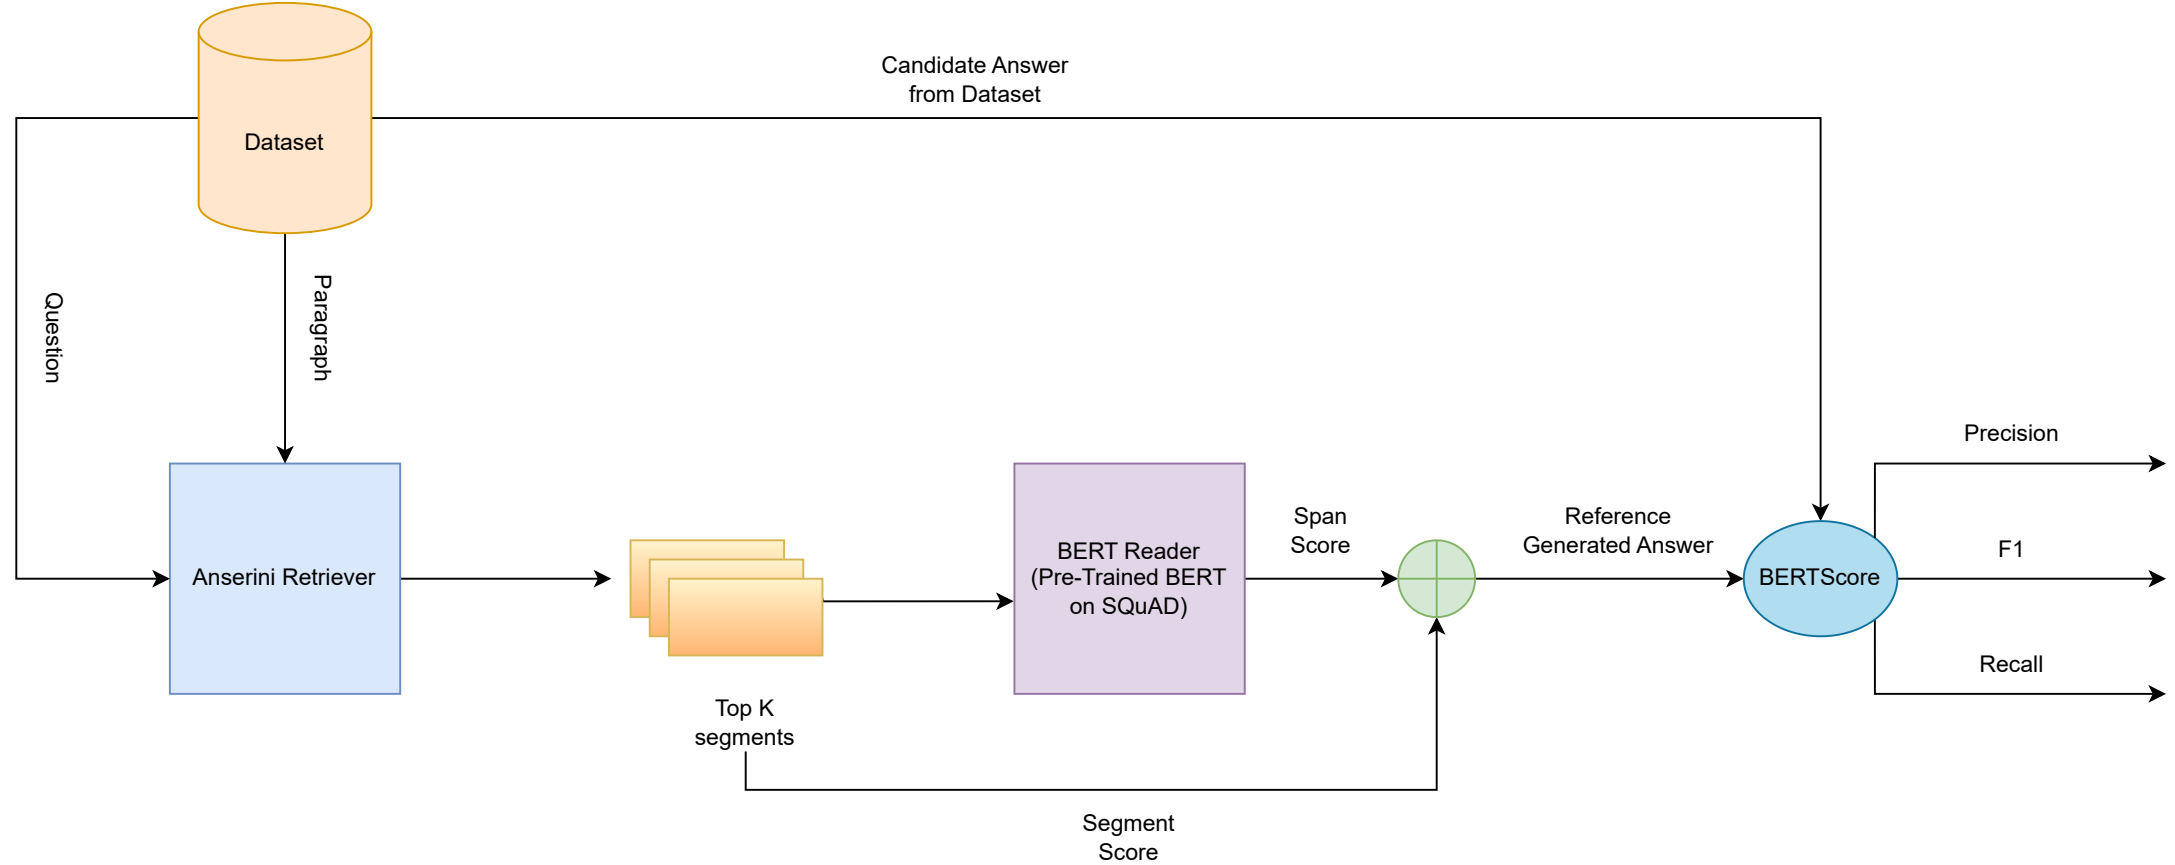 Candidate Answer
from Dataset
Dataset
Question
Paragraph
Anserini Retriever
Top K
segments
BERT Reader
(Pre-Trained BERT
on SQuAD)
Span
Score
Segment
Score
Reference
Generated Answer
BERTScore
Precision
F1
Recall